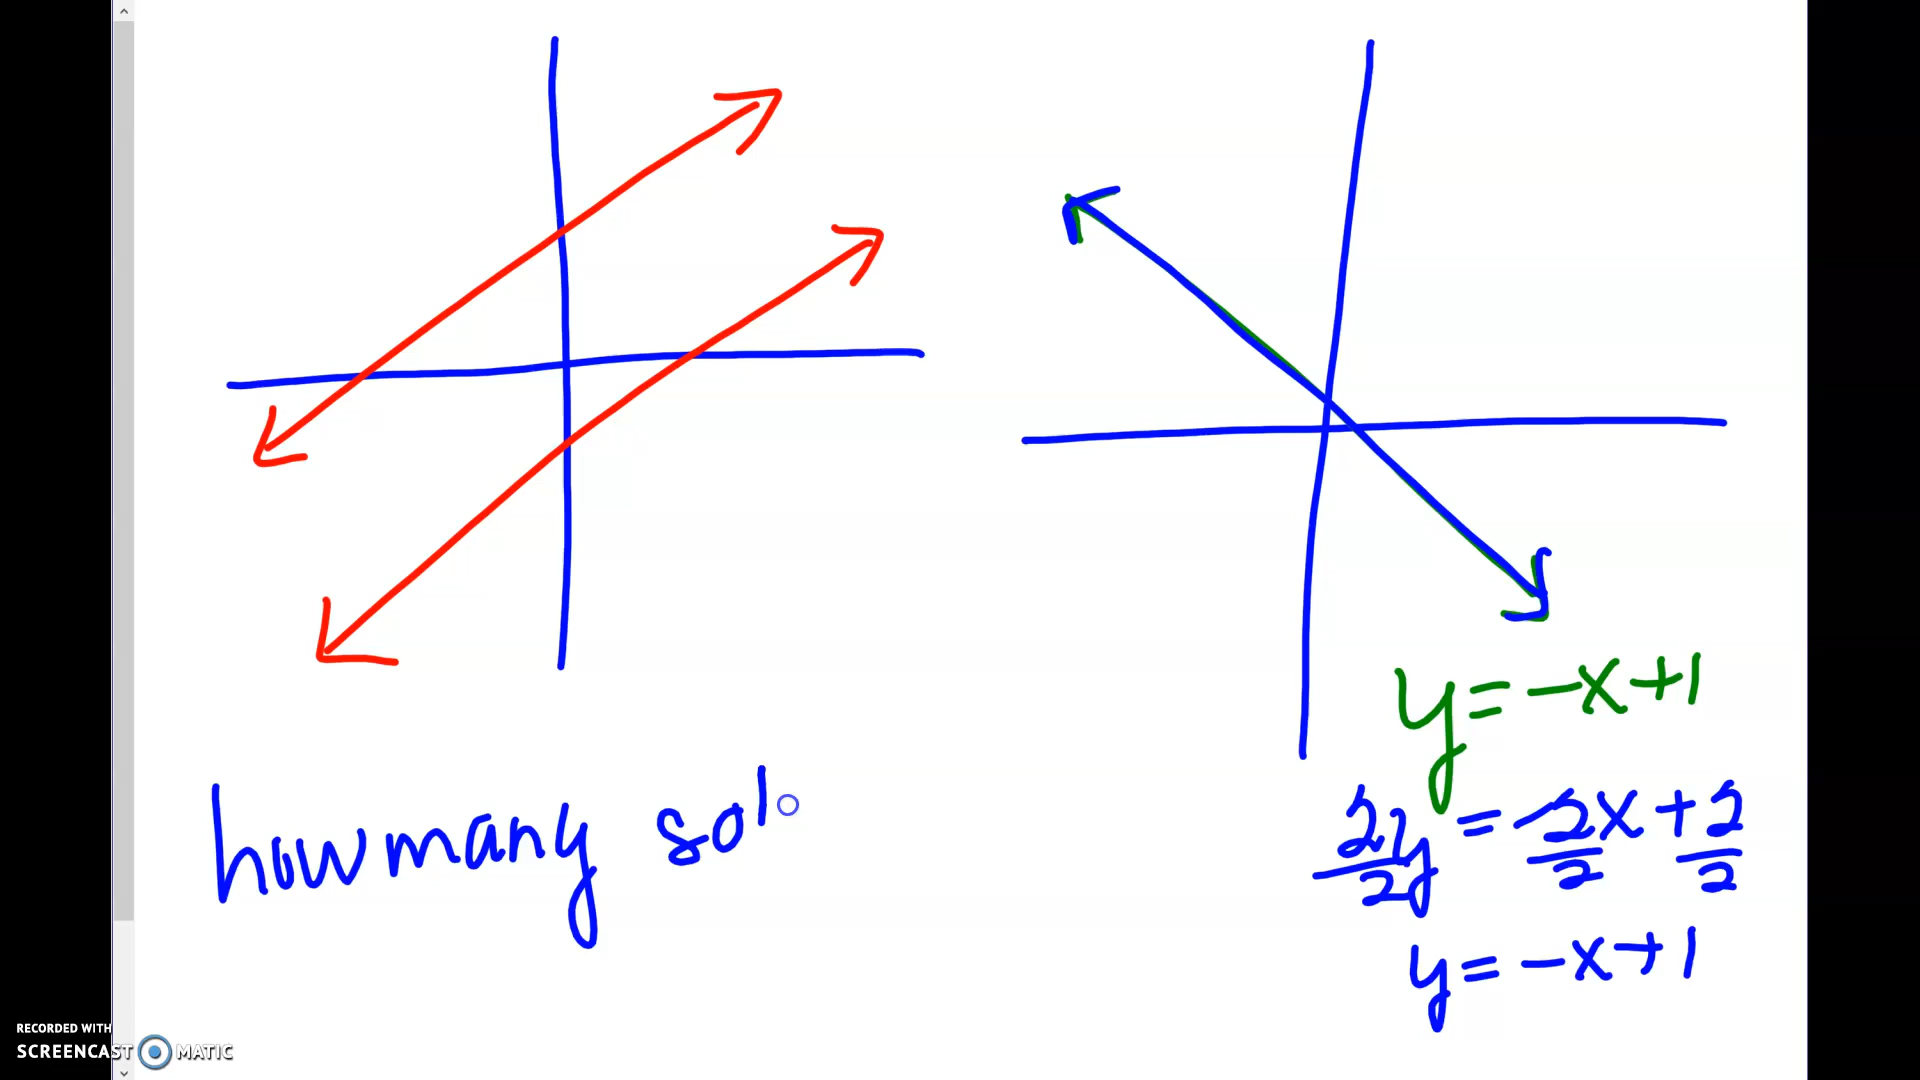 y = -x + 1
2y = -2x + 2
2 2 2
how many sol
y = -x + 1
RECORDED WITH
SCREENCAST MATIC